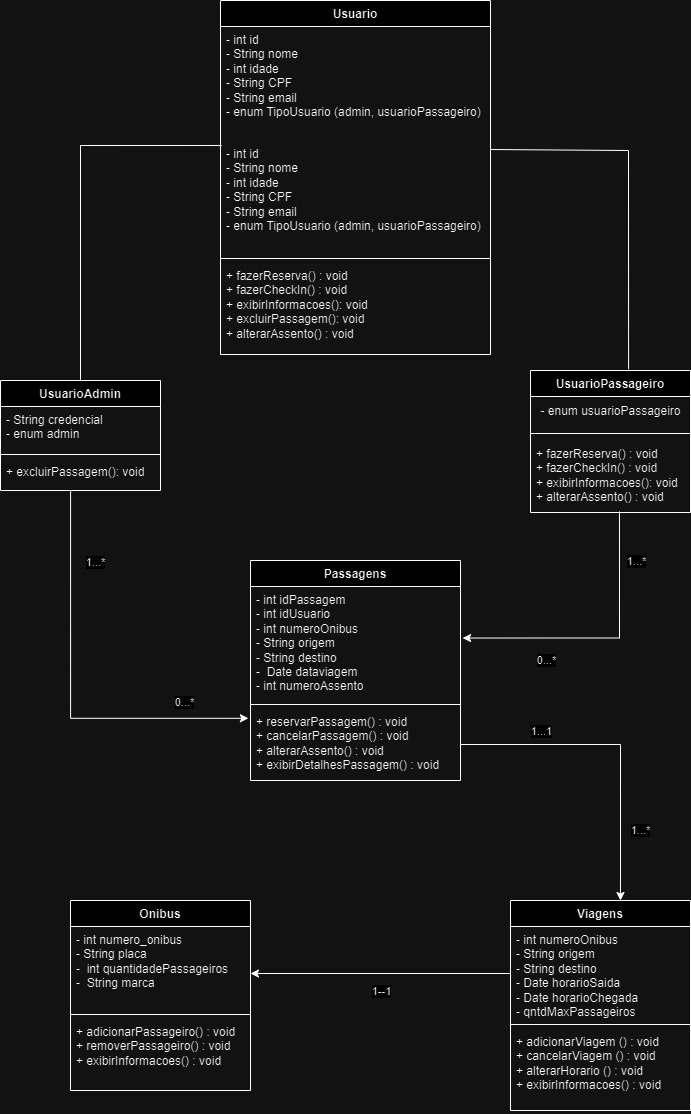 Usuario
- int id
- String nome
- int idade
- String CPF
- String email
- enum TipoUsuario (admin, usuarioPassageiro)
- int id
- String nome
- int idade
- String CPF
- String email
- enum TipoUsuario (admin, usuarioPassageiro)
+ fazerReserva() : void
+ fazerCheckIn() : void
+ exibirInformacoes(): void
+ excluirPassagem(): void
+ alterarAssento() : void
UsuarioAdmin
- String credencial
- enum admin
+ excluirPassagem(): void
UsuarioPassageiro
- enum usuarioPassageiro
+ fazerReserva() : void
+ fazerCheckIn() : void
+ exibirInformacoes(): void
+ alterarAssento() : void
1...*
1...*
Passagens
- int idPassagem
- int idUsuario
- int numeroOnibus
- String origem
- String destino
- Date dataviagem
- int numeroAssento
+ reservarPassagem() : void
+ cancelarPassagem() : void
+ alterarAssento() : void
+ exibirDetalhesPassagem() : void
0...*
0...*
1...1
1...*
Onibus
- int numero_onibus
- String placa
- int quantidadePassageiros
- String marca
+ adicionarPassageiro() : void
+ removerPassageiro() : void
+ exibirInformacoes() : void
1--1
Viagens
- int numeroOnibus
- String origem
- String destino
- Date horarioSaida
- Date horarioChegada
- qntdMaxPassageiros
+ adicionarViagem () : void
+ cancelarViagem () : void
+ alterarHorario () : void
+ exibirInformacoes() : void